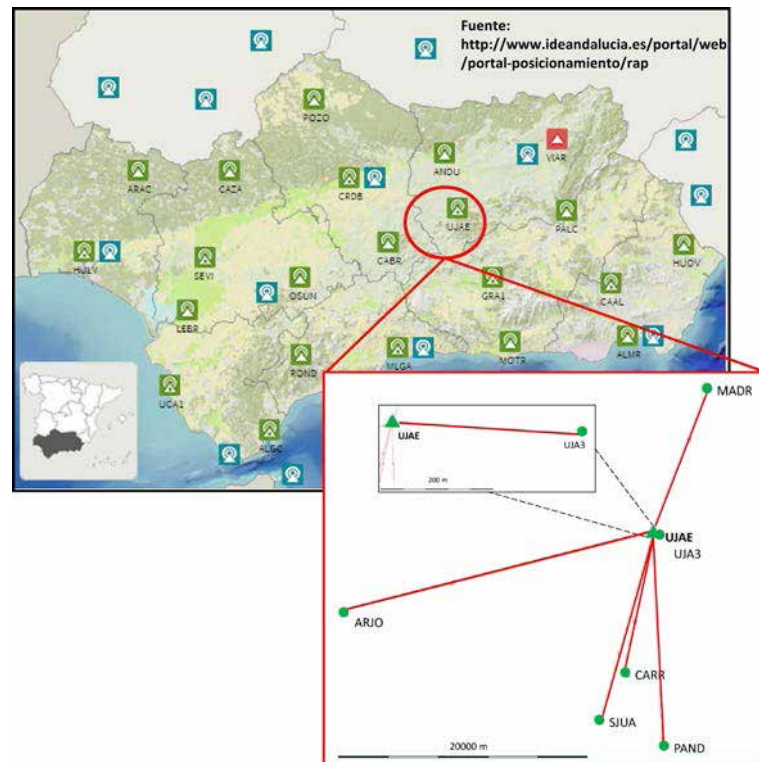 Fuente:
http://www.ideandalucia.es/portal/web
/portal-posicionamiento/rap
POZO
ARAC
CAZA
CRDB
ANDU
VIAR
UJAE
PALC
HULV
SEVI
CABR
HUOV
LEBR
OSUN
GRA1
CAAL
ROND
MLGA
MOTR
ALMR
UCA1
ALGC
MADR
UJAE
UJA3
200 m
UJAE
UJA3
ARJO
CARR
SJUA
PAND
20000 m